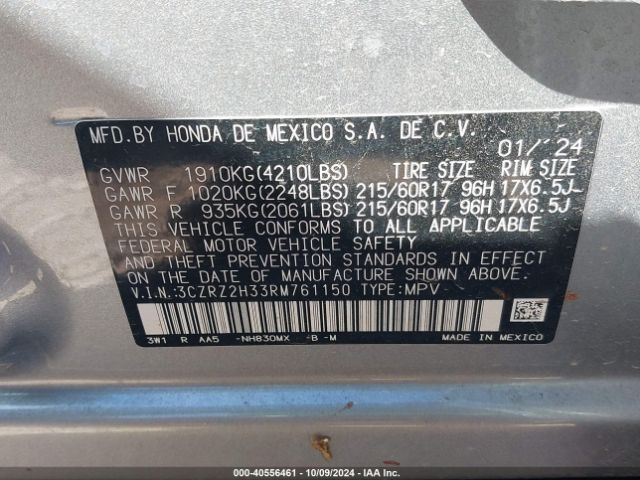 MFD.BY HONDA DE MEXICO S.A. DE C.V. 01/'24
GVWR 1910KG(4210LBS) TIRE SIZE RIM SIZE
GAWR F 1020KG(2248LBS) 215/60R17 96H 17X6.5J
GAWR R 935KG(2061LBS) 215/60R17 96H 17X6.5J
THIS VEHICLE CONFORMS TO ALL APPLICABLE
FEDERAL MOTOR VEHICLE SAFETY
AND THEFT PREVENTION STANDARDS IN EFFECT
ON THE DATE OF MANUFACTURE SHOWN ABOVE.
V.I.N.:3CZRZ2H33RM761150 TYPE:MPV
3W1 R AA5 -NH830MX -B -M MADE IN MEXICO
000-40556461 - 10/09/2024 - IAA Inc.